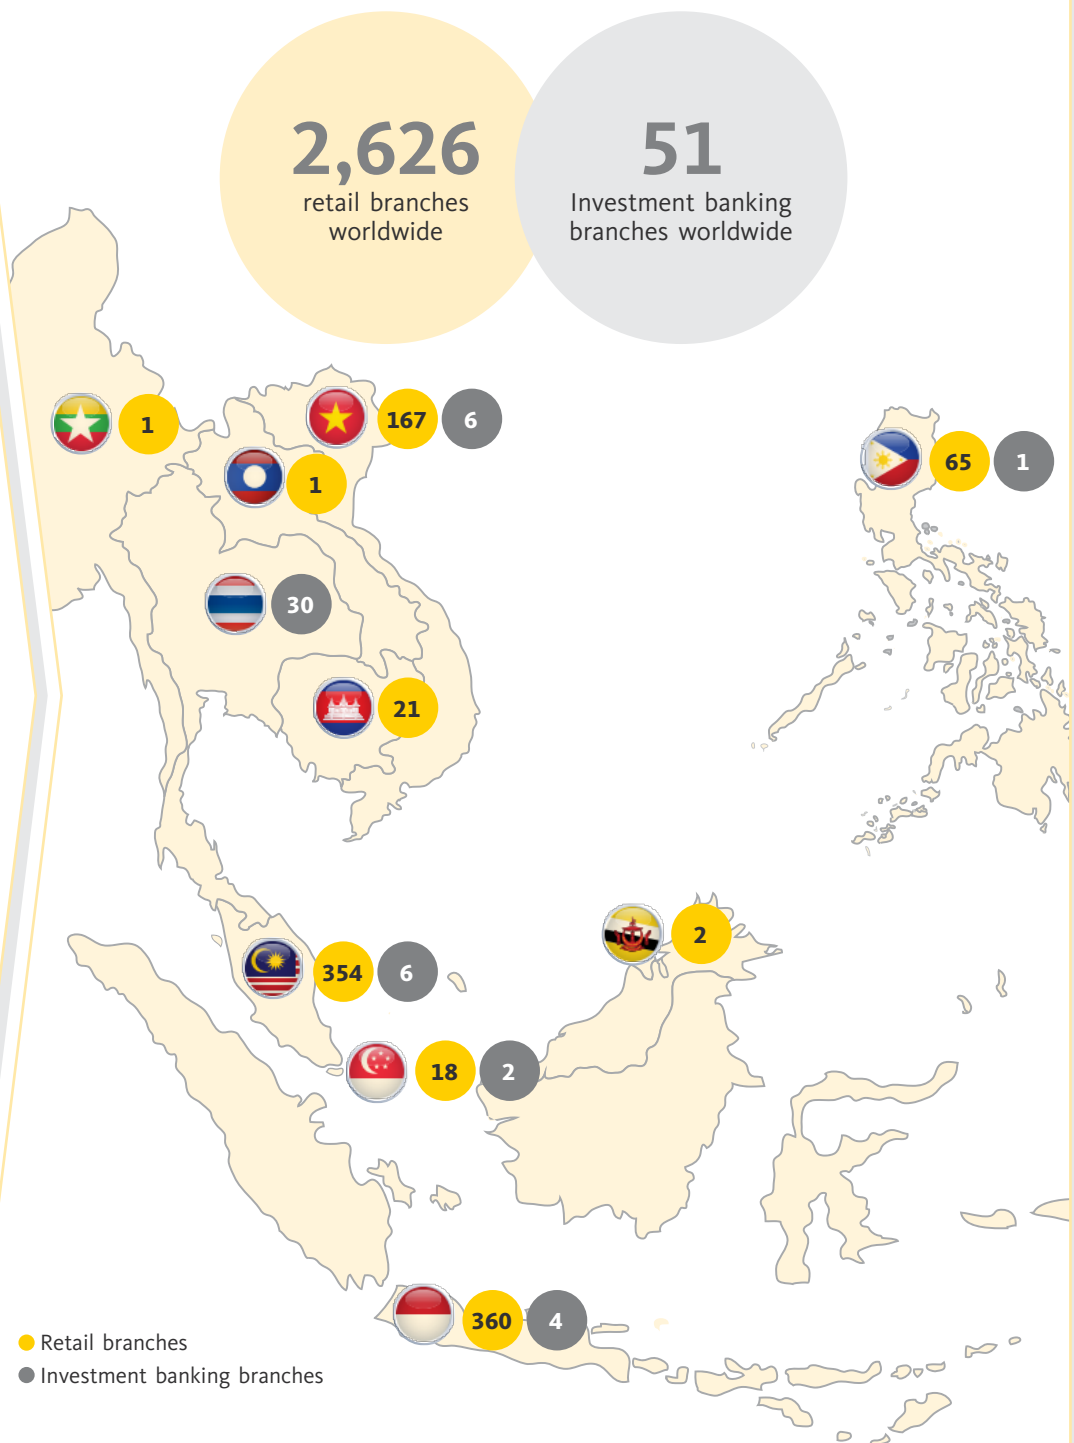 2,626
retail branches
worldwide
51
Investment banking
branches worldwide
1
167
6
1
65
1
30
21
2
354
6
18
2
360
4
Retail branches
Investment banking branches